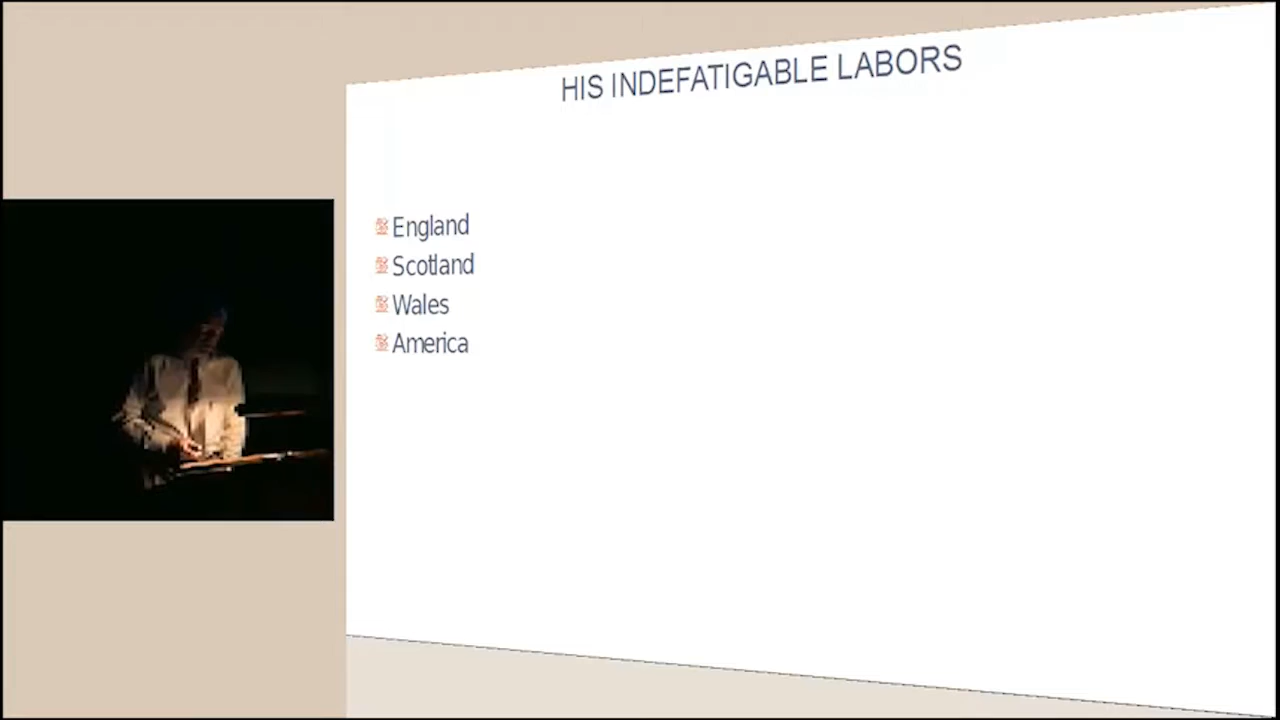 HIS INDEFATIGABLE LABORS
England
Scotland
Wales
America